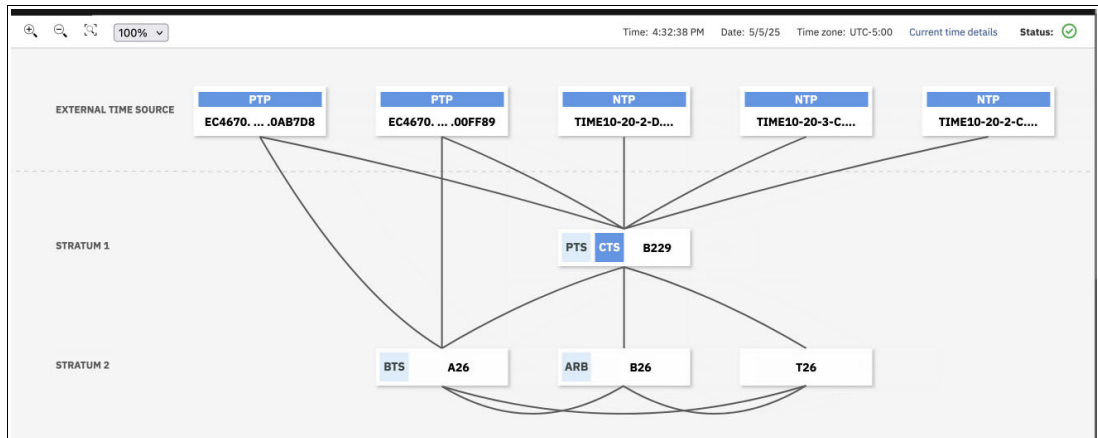 100%
Time: 4:32:38 PM Date: 5/5/25 Time zone: UTC-5:00 Current time details Status:
EXTERNAL TIME SOURCE
PTP
EC4670. ... .0AB7D8
PTP
EC4670. ... .00FF89
NTP
TIME10-20-2-D....
NTP
TIME10-20-3-C....
NTP
TIME10-20-2-C....
STRATUM 1
PTS CTS B229
STRATUM 2
BTS A26
ARB B26
T26